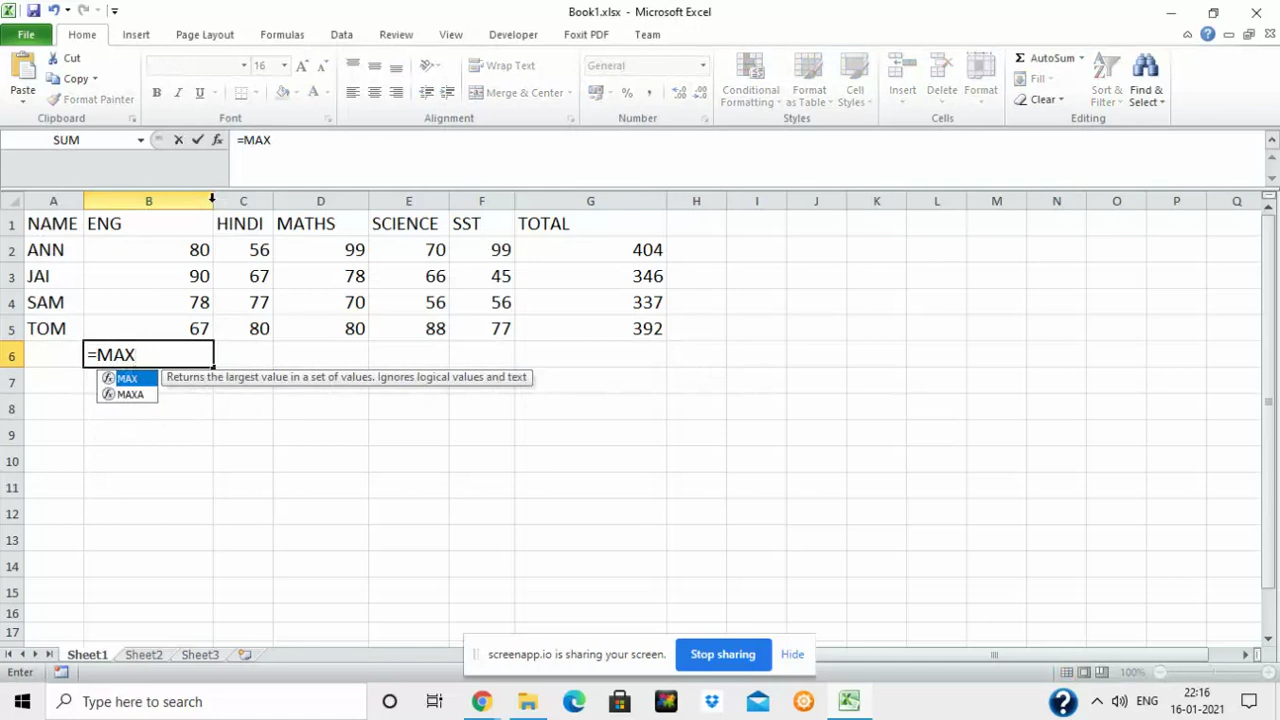 Book1.xlsx - Microsoft Excel
File Home Insert Page Layout Formulas Data Review View Developer Foxit PDF Team
Paste Cut Copy Format Painter Clipboard
16 A A B I U A Font
Wrap Text Merge & Center Alignment
General % , Number
Conditional Formatting Format as Table Cell Styles Styles
Insert Delete Format Cells
Σ AutoSum Fill Clear Sort & Filter Find & Select Editing
SUM fx =MAX
A B C D E F G H I J K L M N O P Q
1 NAME ENG HINDI MATHS SCIENCE SST TOTAL
2 ANN 80 56 99 70 99 404
3 JAI 90 67 78 66 45 346
4 SAM 78 77 70 56 56 337
5 TOM 67 80 80 88 77 392
6 =MAX
7 fx MAX Returns the largest value in a set of values. Ignores logical values and text
fx MAXA
8
9
10
11
12
13
14
15
16
17
screenapp.io is sharing your screen. Stop sharing Hide
Sheet1 Sheet2 Sheet3
Enter 100%
Type here to search
ENG 22:16
16-01-2021